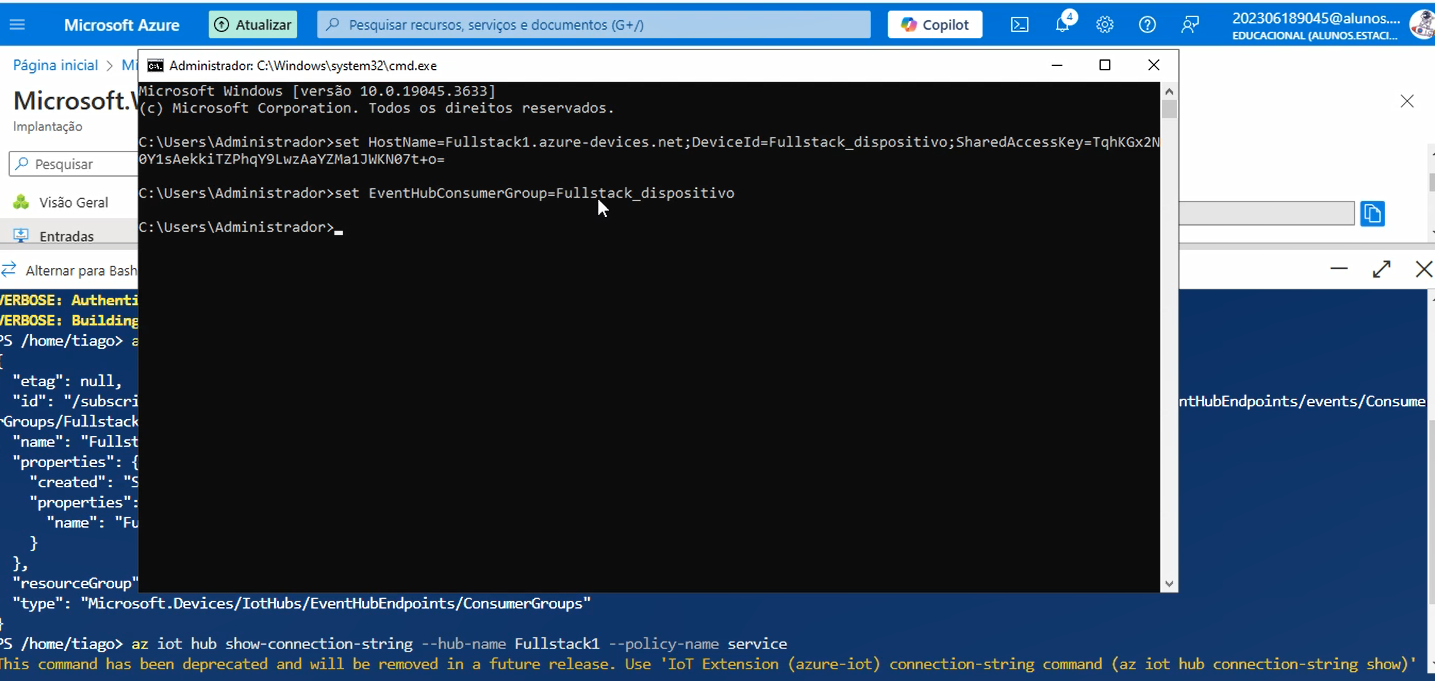 Microsoft Azure
Atualizar
Pesquisar recursos, serviços e documentos (G+/)
Copilot
4
202306189045@alunos....
EDUCACIONAL (ALUNOS.ESTACI...
Página inicial > Mi
Microsoft.V
Implantação
Pesquisar
Visão Geral
Entradas
Administrador: C:\Windows\system32\cmd.exe
Microsoft Windows [versão 10.0.19045.3633]
(c) Microsoft Corporation. Todos os direitos reservados.
C:\Users\Administrador>set HostName=Fullstack1.azure-devices.net;DeviceId=Fullstack_dispositivo;SharedAccessKey=TqhKGx2N
0Y1sAekkiTZPhqY9LwzAaYZMa1JWKN07t+o=
C:\Users\Administrador>set EventHubConsumerGroup=Fullstack_dispositivo
C:\Users\Administrador>
Alternar para Bash
VERBOSE: Authenti
VERBOSE: Building
PS /home/tiago> a
{
"etag": null,
"id": "/subscri ntHubEndpoints/events/Consume
rGroups/Fullstack
"name": "Fullst
"properties": {
"created": "S
"properties":
"name": "Fu
}
},
"resourceGroup"
"type": "Microsoft.Devices/IotHubs/EventHubEndpoints/ConsumerGroups"
}
PS /home/tiago> az iot hub show-connection-string --hub-name Fullstack1 --policy-name service
This command has been deprecated and will be removed in a future release. Use 'IoT Extension (azure-iot) connection-string command (az iot hub connection-string show)'